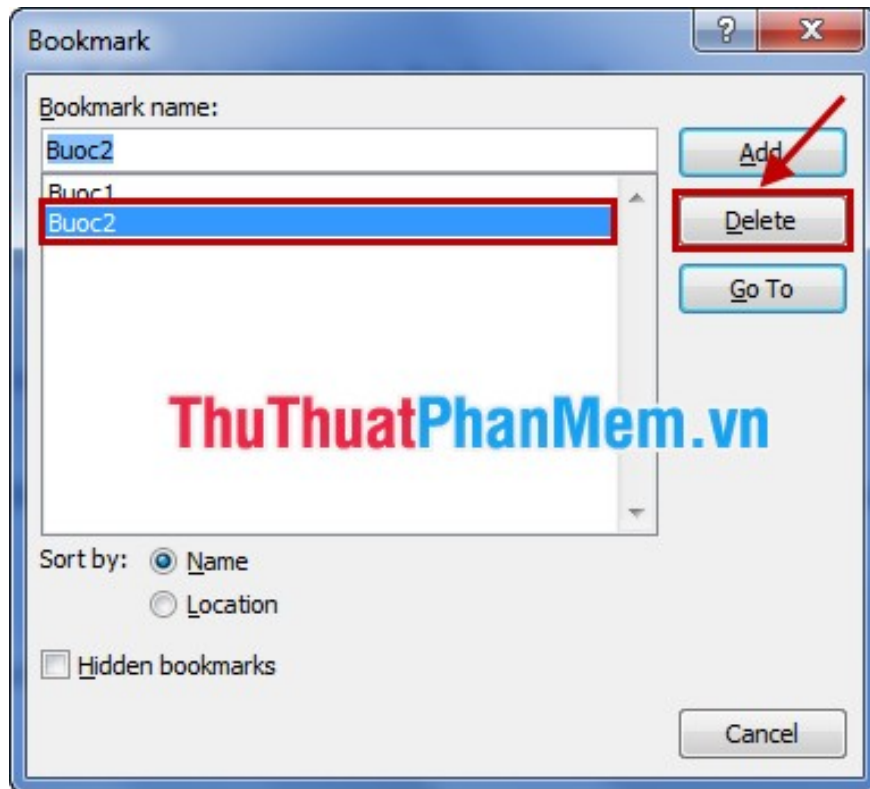 Bookmark
Bookmark name:
Buoc2
Add
Buoc1
Buoc2
Delete
Go To
ThuThuatPhanMem.vn
Sort by:
Name
Location
Hidden bookmarks
Cancel